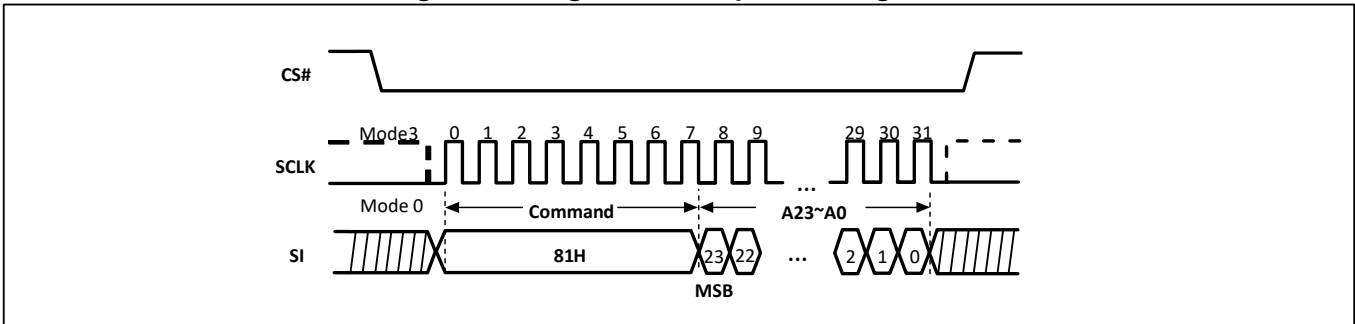 CS#
Mode3 0 1 2 3 4 5 6 7 8 9 29 30 31
SCLK
...
Mode 0 Command A23~A0
SI 81H 23 22 ... 2 1 0
MSB